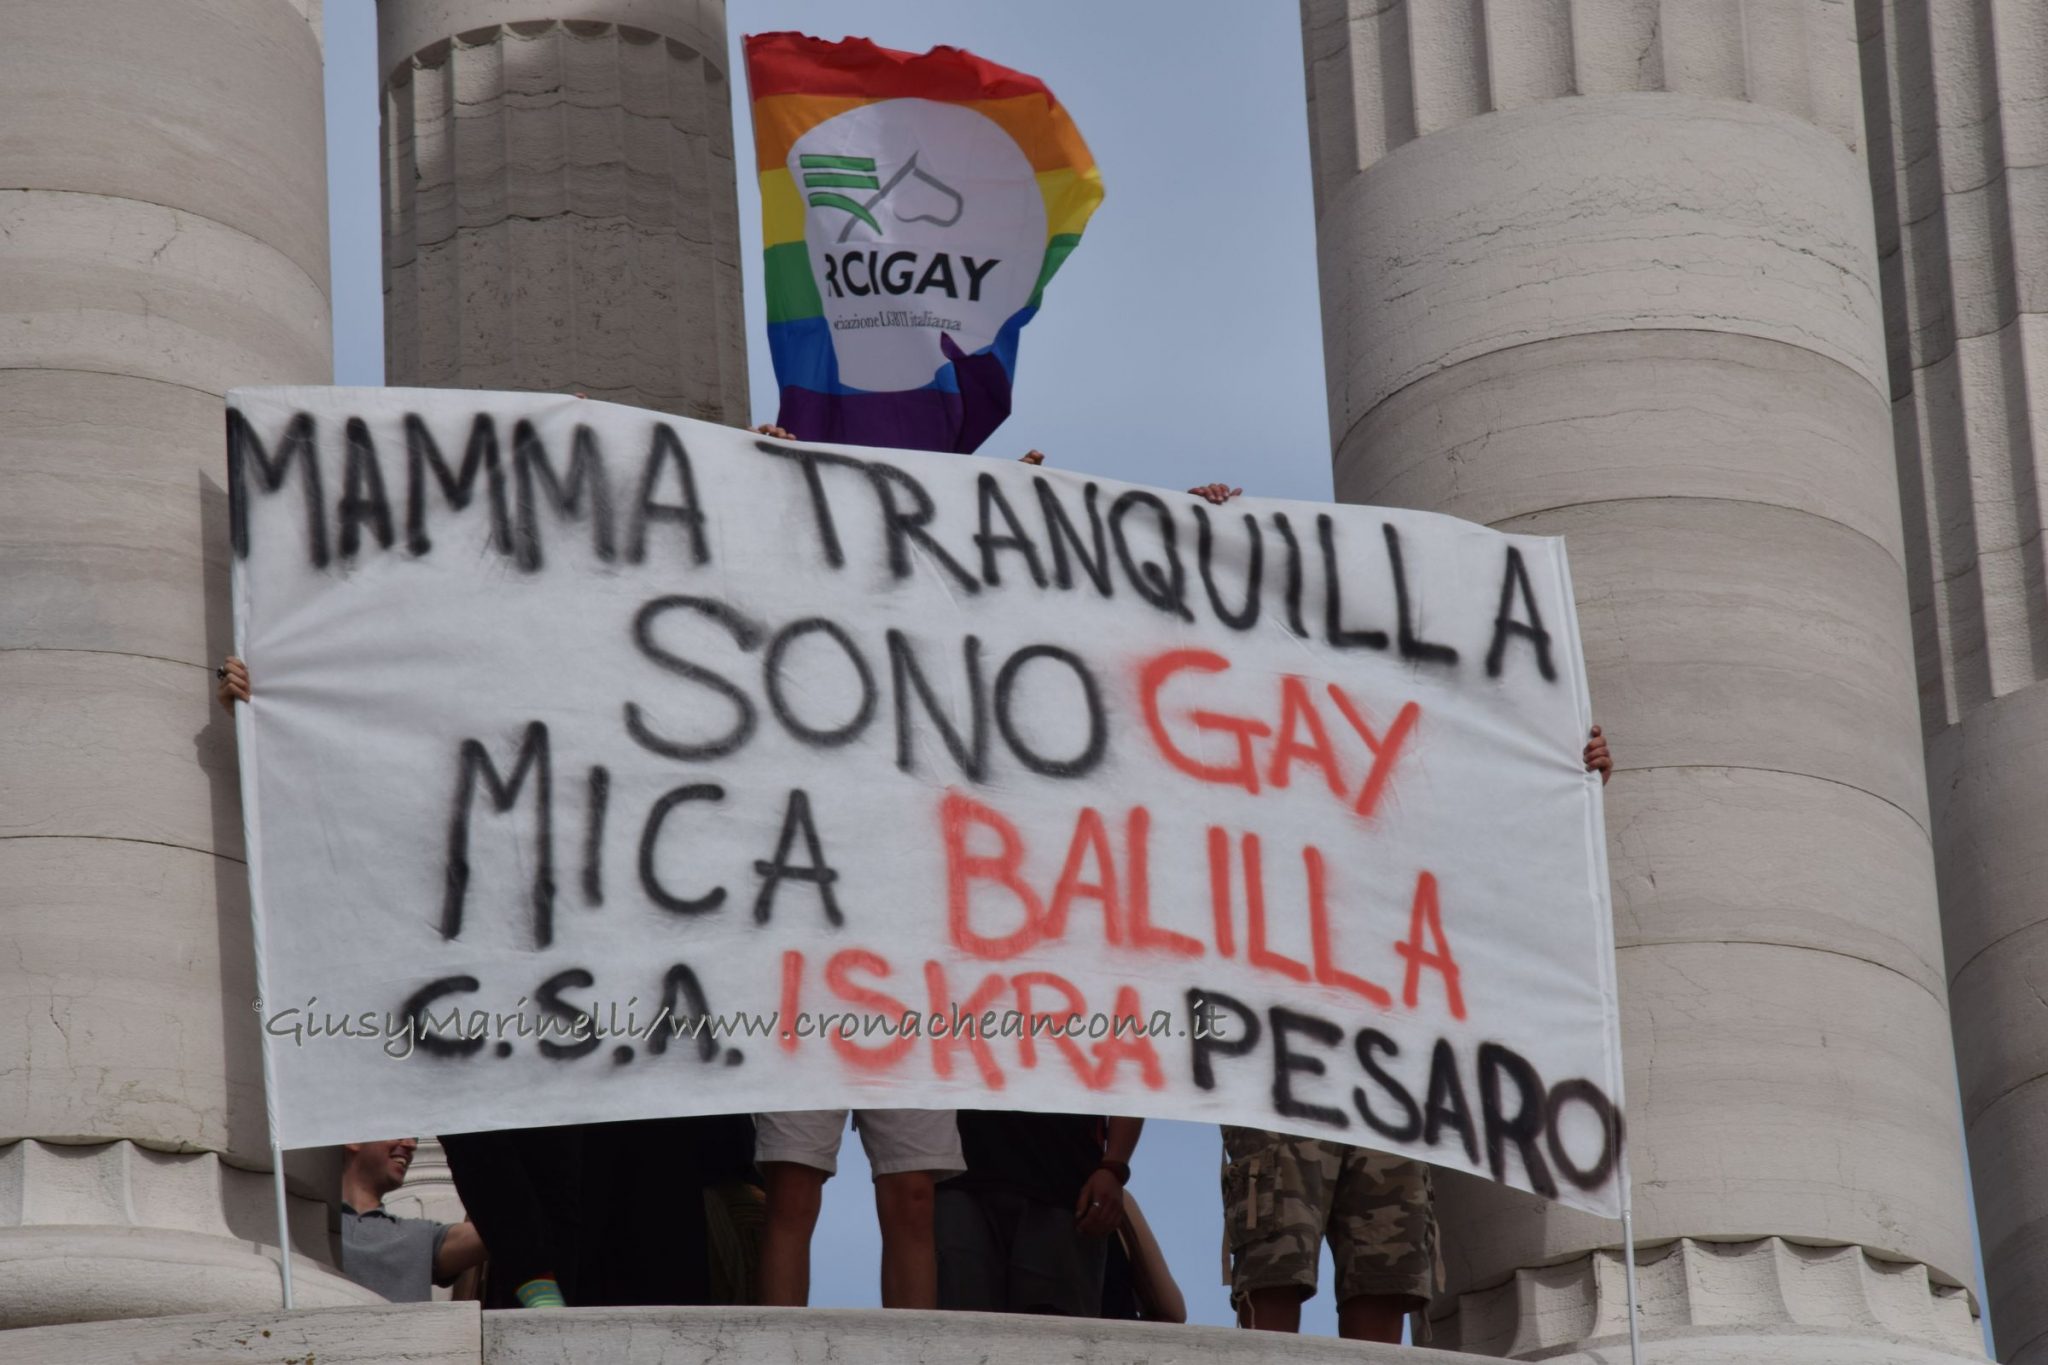 RCIGAY
ciazione LGBTI italiana
MAMMA TRANQUILLA
SONO GAY
MICA BALILLA
C.S.A. ISKRA PESARO
©GiusyMarinelli/www.cronacheancona.it